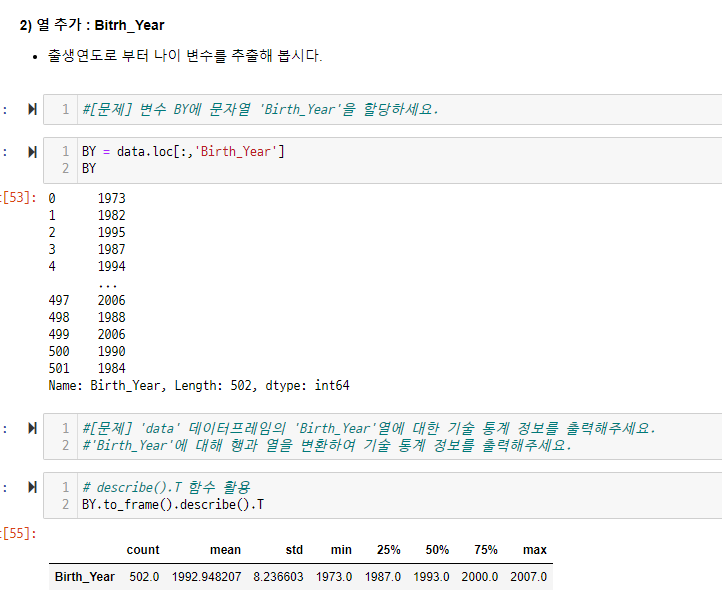 2) 열 추가 : Bitrh_Year
• 출생연도로 부터 나이 변수를 추출해 봅시다.
: 1 #[문제] 변수 BY에 문자열 'Birth_Year'을 할당하세요.
: 1 BY = data.loc[:,'Birth_Year']
2 BY
t[53]: 0 1973
1 1982
2 1995
3 1987
4 1994
...
497 2006
498 1988
499 2006
500 1990
501 1984
Name: Birth_Year, Length: 502, dtype: int64
: 1 #[문제] 'data' 데이터프레임의 'Birth_Year'열에 대한 기술 통계 정보를 출력해주세요.
2 #'Birth_Year'에 대해 행과 열을 변환하여 기술 통계 정보를 출력해주세요.
: 1 # describe().T 함수 활용
2 BY.to_frame().describe().T
t[55]:
count mean std min 25% 50% 75% max
Birth_Year 502.0 1992.948207 8.236603 1973.0 1987.0 1993.0 2000.0 2007.0